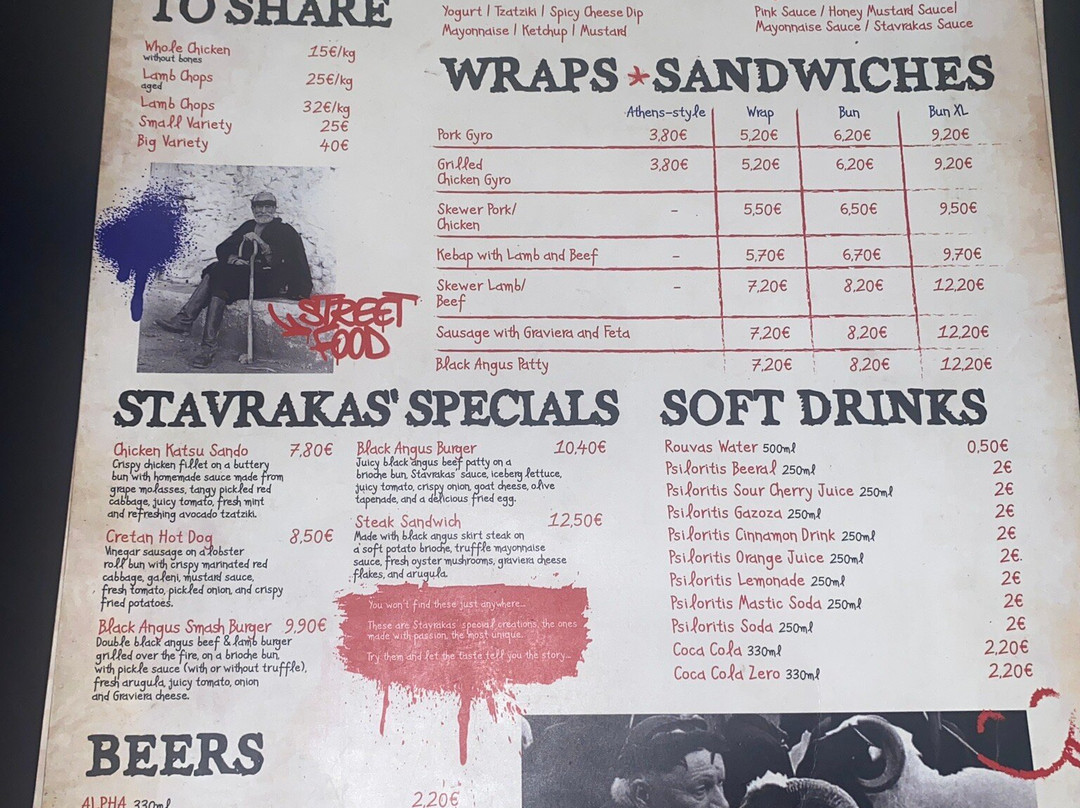 TO SHARE
Whole Chicken 15€/kg
without bones
Lamb Chops 25€/kg
aged
Lamb Chops 32€/kg
Small Variety 25€
Big Variety 40€
Yogurt | Tzatziki | Spicy Cheese Dip
Mayonnaise | Ketchup | Mustard
Pink Sauce / Honey Mustard Sauce|
Mayonnaise Sauce / Stavrakas Sauce
WRAPS * SANDWICHES
Athens-style Wrap Bun Bun XL
Pork Gyro 3,80€ 5,20€ 6,20€ 9,20€
Grilled 3,80€ 5,20€ 6,20€ 9,20€
Chicken Gyro
Skewer Pork/ - 5,50€ 6,50€ 9,50€
Chicken
Kebap with Lamb and Beef - 5,70€ 6,70€ 9,70€
Skewer Lamb/ - 7,20€ 8,20€ 12,20€
Beef
Sausage with Graviera and Feta 7,20€ 8,20€ 12,20€
Black Angus Patty 7,20€ 8,20€ 12,20€
STREET
FOOD
STAVRAKAS' SPECIALS
Chicken Katsu Sando 7,80€
Crispy chicken fillet on a buttery
bun with homemade sauce made from
grape molasses, tangy pickled red
cabbage, juicy tomato, fresh mint
and refreshing avocado tzatziki.
Cretan Hot Dog 8,50€
Vinegar sausage on a lobster
roll bun with crispy marinated red
cabbage, galeni, mustard sauce,
fresh tomato, pickled onion, and crispy
fried potatoes.
Black Angus Smash Burger 9,90€
Double black angus beef & lamb burger
grilled over the fire, on a brioche bun,
with pickle sauce (with or without truffle),
fresh arugula, juicy tomato, onion
and Graviera cheese.
Black Angus Burger 10,40€
Juicy black angus beef patty on a
brioche bun, Stavrakas' sauce, iceberg lettuce,
juicy tomato, crispy onion, goat cheese, olive
tapenade, and a delicious fried egg.
Steak Sandwich 12,50€
Made with black angus skirt steak on
a soft potato brioche, truffle mayonnaise
sauce, fresh oyster mushrooms, graviera cheese
flakes, and arugula.
You won't find these just anywhere...
These are Stavrakas' special creations, the ones
made with passion, the most unique.
Try them and let the taste tell you the story...
SOFT DRINKS
Rouvas Water 500ml 0,50€
Psiloritis Beeral 250ml 2€
Psiloritis Sour Cherry Juice 250ml 2€
Psiloritis Gazoza 250ml 2€
Psiloritis Cinnamon Drink 250ml 2€
Psiloritis Orange Juice 250ml 2€
Psiloritis Lemonade 250ml 2€
Psiloritis Mastic Soda 250ml 2€
Psiloritis Soda 250ml 2€
Coca Cola 330ml 2,20€
Coca Cola Zero 330ml 2,20€
BEERS
ALPHA 330ml 2,20€